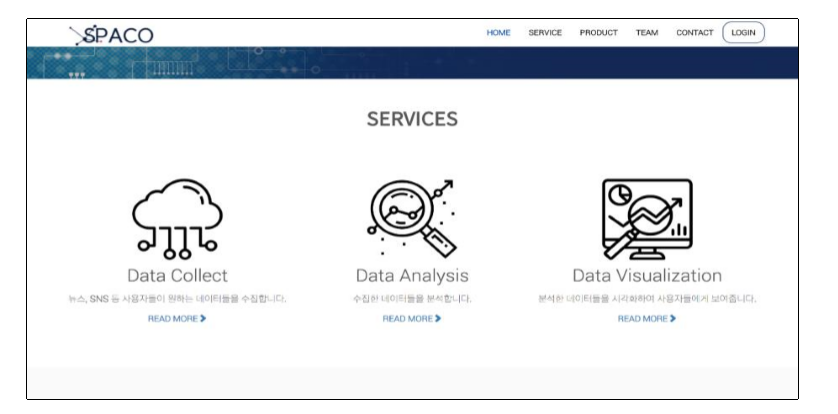 SPACO
HOME SERVICE PRODUCT TEAM CONTACT LOGIN
SERVICES
Data Collect
뉴스, SNS 등 사용자들이 원하는 데이터들을 수집합니다.
READ MORE
Data Analysis
수집한 데이터들을 분석합니다.
READ MORE
Data Visualization
분석한 데이터들을 시각화하여 사용자들에게 보여줍니다.
READ MORE